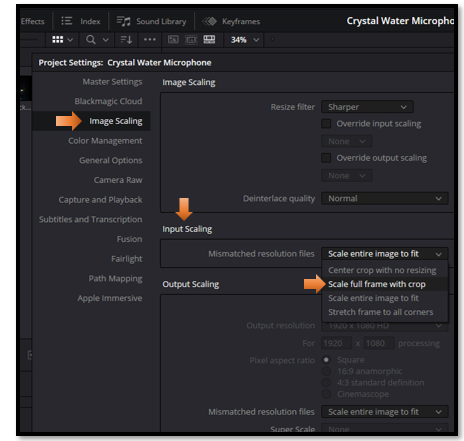 Effects Index Sound Library Keyframes Crystal Water Micropho
34%
Project Settings: Crystal Water Microphone
Master Settings
Blackmagic Cloud
Image Scaling
Color Management
General Options
Camera Raw
Capture and Playback
Subtitles and Transcription
Fusion
Fairlight
Path Mapping
Apple Immersive
Image Scaling
Resize filter Sharper
Override input scaling
None
Override output scaling
None
Deinterlace quality Normal
Input Scaling
Mismatched resolution files Scale entire image to fit
Center crop with no resizing
Scale full frame with crop
Scale entire image to fit
Stretch frame to all corners
Output Scaling
Output resolution 1920 x 1080 HD
For 1920 x 1080 processing
Pixel aspect ratio Square
16:9 anamorphic
4:3 standard definition
Cinemascope
Mismatched resolution files Scale entire image to fit
Super Scale None